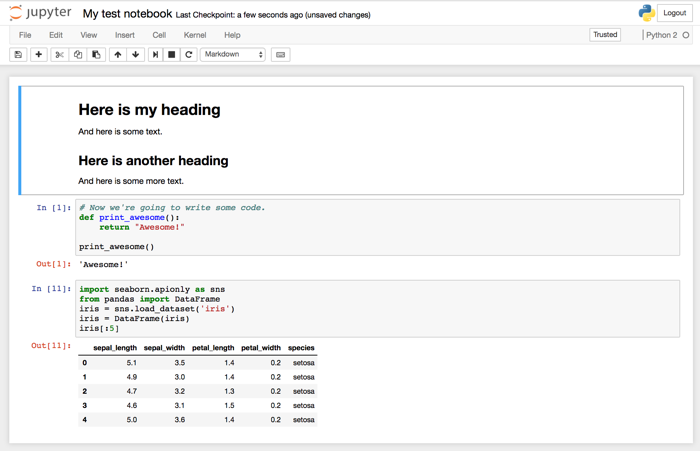 jupyter My test notebook Last Checkpoint: a few seconds ago (unsaved changes) Logout
File Edit View Insert Cell Kernel Help Trusted Python 2
Markdown
Here is my heading
And here is some text.
Here is another heading
And here is some more text.
In [1]: # Now we're going to write some code.
def print_awesome():
    return "Awesome!"
print_awesome()
Out[1]: 'Awesome!'
In [11]: import seaborn.apionly as sns
from pandas import DataFrame
iris = sns.load_dataset('iris')
iris = DataFrame(iris)
iris[:5]
Out[11]: sepal_length sepal_width petal_length petal_width species
0 5.1 3.5 1.4 0.2 setosa
1 4.9 3.0 1.4 0.2 setosa
2 4.7 3.2 1.3 0.2 setosa
3 4.6 3.1 1.5 0.2 setosa
4 5.0 3.6 1.4 0.2 setosa